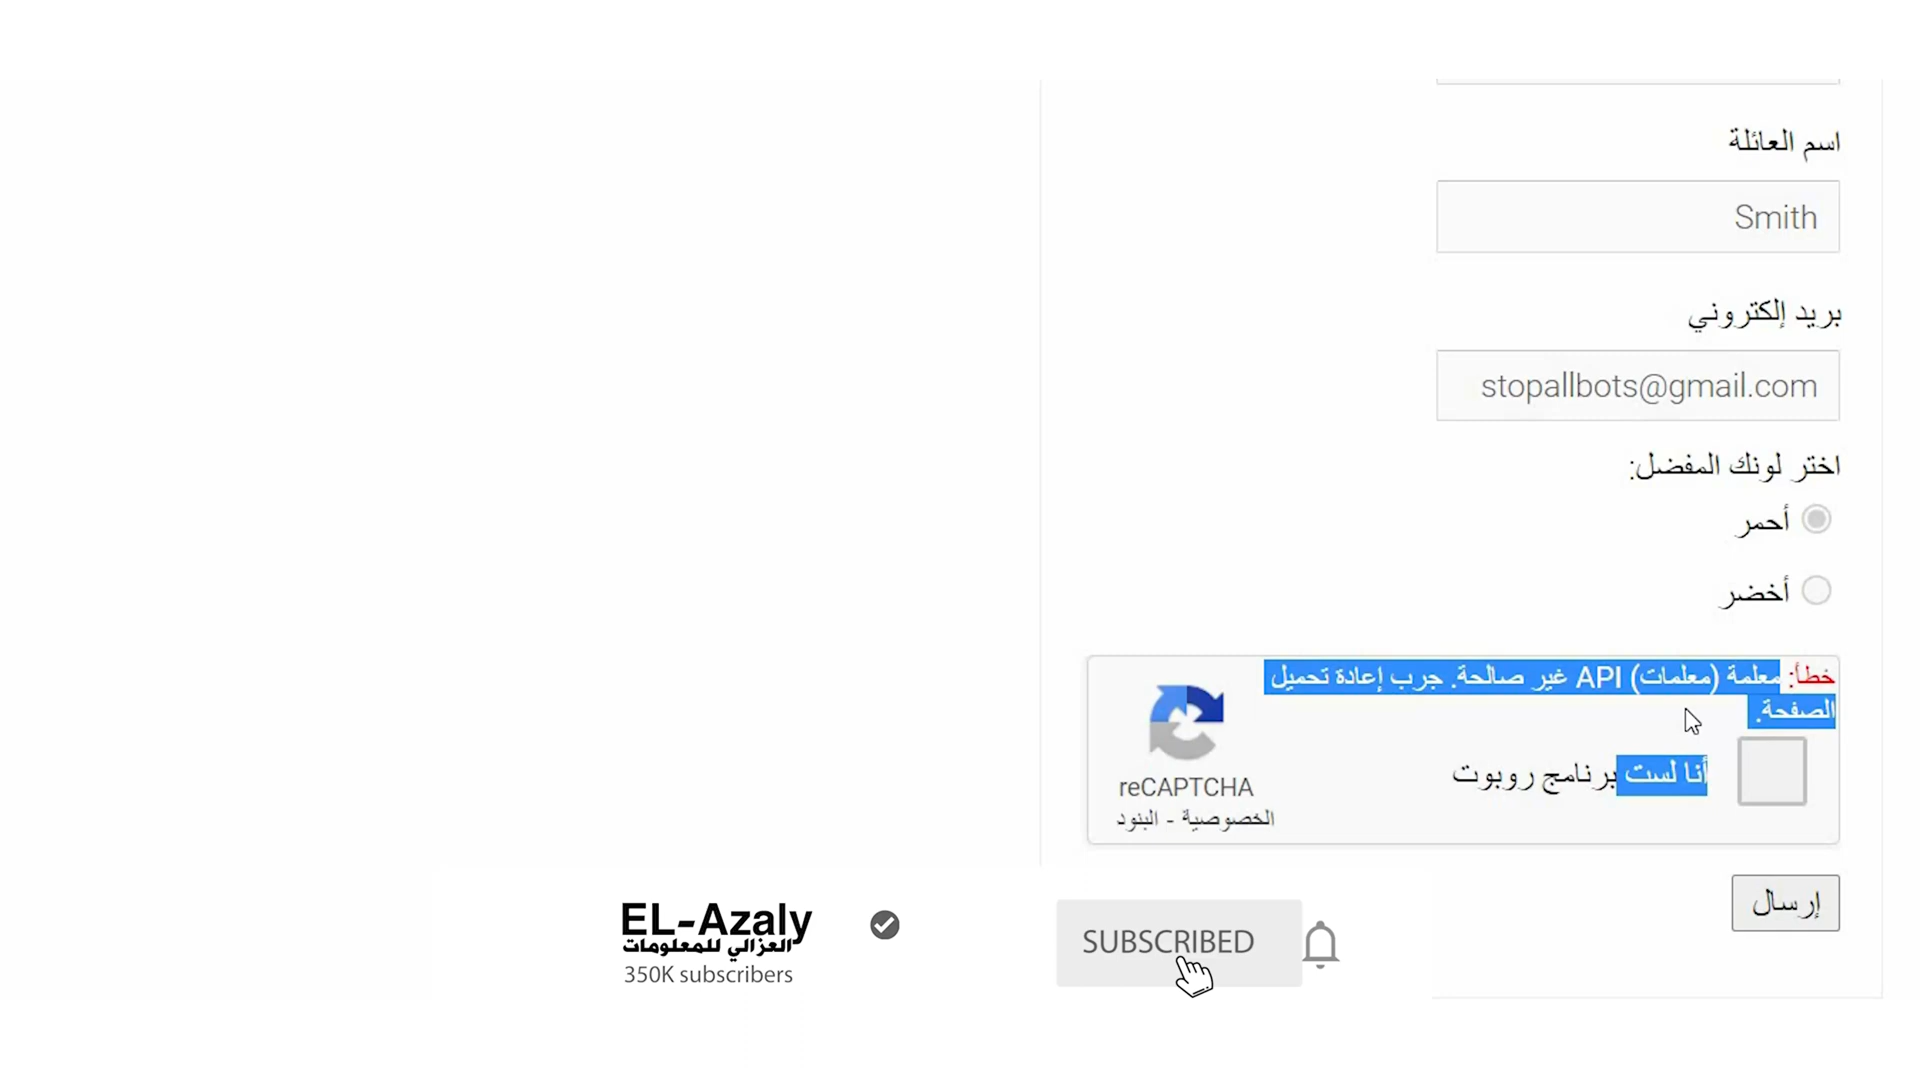 اسم العائلة
Smith
بريد إلكتروني
stopallbots@gmail.com
اختر لونك المفضل:
أحمر
أخضر
خطأ: معلمة (معلمات) API غير صالحة. جرب إعادة تحميل
الصفحة.
أنا لست برنامج روبوت
reCAPTCHA
الخصوصية - البنود
إرسال
EL-Azaly
العزالي للمعلومات
350K subscribers
SUBSCRIBED